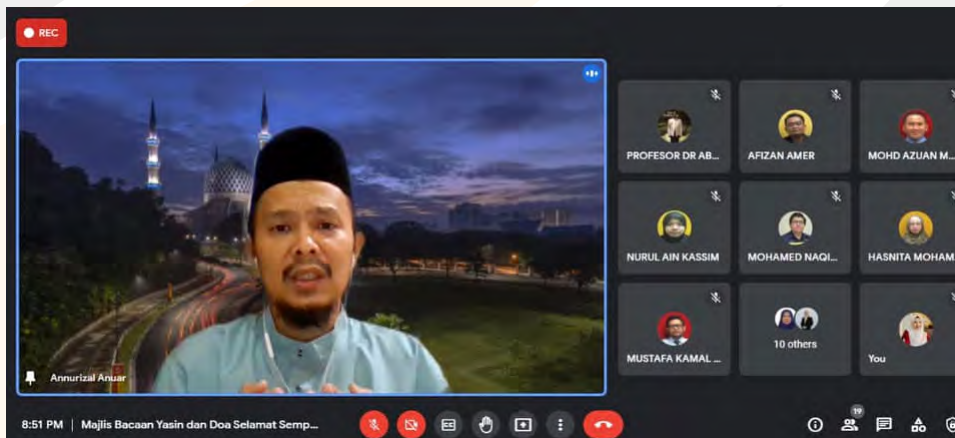 REC
PROFESOR DR AB...
AFIZAN AMER
MOHD AZUAN M...
NURUL AIN KASSIM
MOHAMED NAQI...
HASNITA MOHAM
MUSTAFA KAMAL ...
10 others
You
Annurizal Anuar
8:51 PM | Majlis Bacaan Yasin dan Doa Selamat Semp...
CC
19